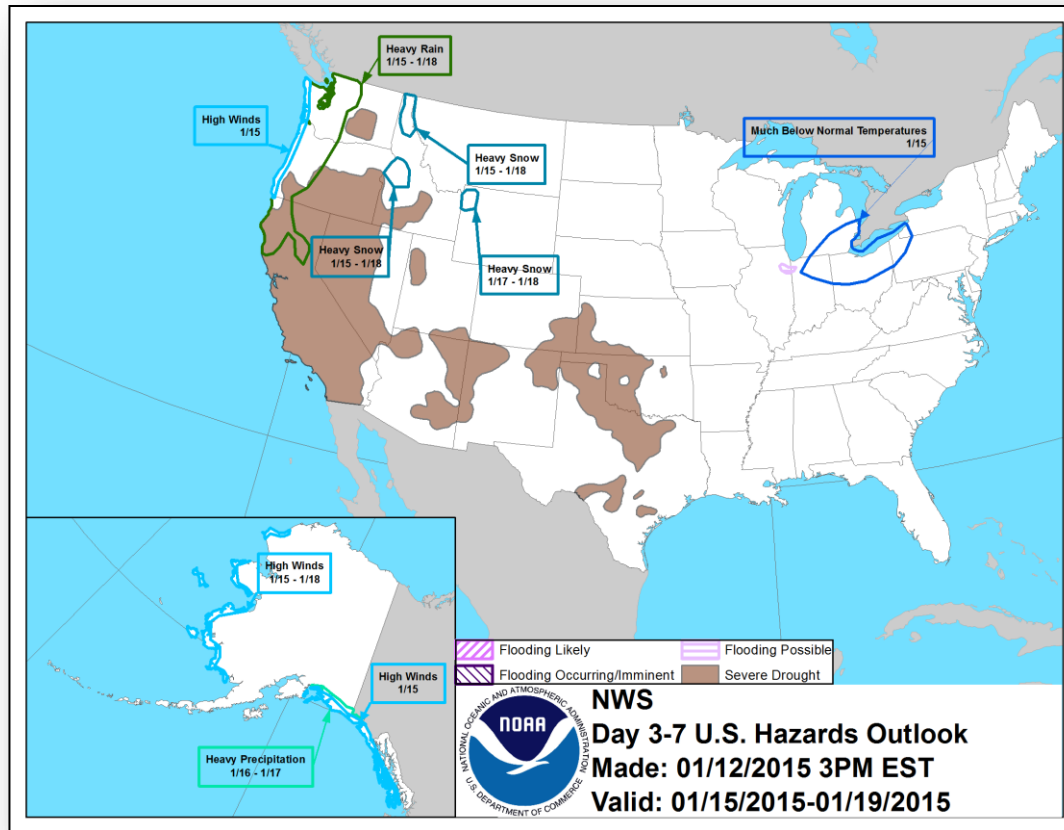 Heavy Rain
1/15 - 1/18
High Winds
1/15
Much Below Normal Temperatures
1/15
Heavy Snow
1/15 - 1/18
Heavy Snow
1/15 - 1/18
Heavy Snow
1/17 - 1/18
High Winds
1/15 - 1/18
High Winds
1/15
Heavy Precipitation
1/16 - 1/17
Flooding Likely
Flooding Possible
Flooding Occurring/Imminent
Severe Drought
NATIONAL OCEANIC AND ATMOSPHERIC ADMINISTRATION
NOAA
U.S. DEPARTMENT OF COMMERCE
NWS
Day 3-7 U.S. Hazards Outlook
Made: 01/12/2015 3PM EST
Valid: 01/15/2015-01/19/2015